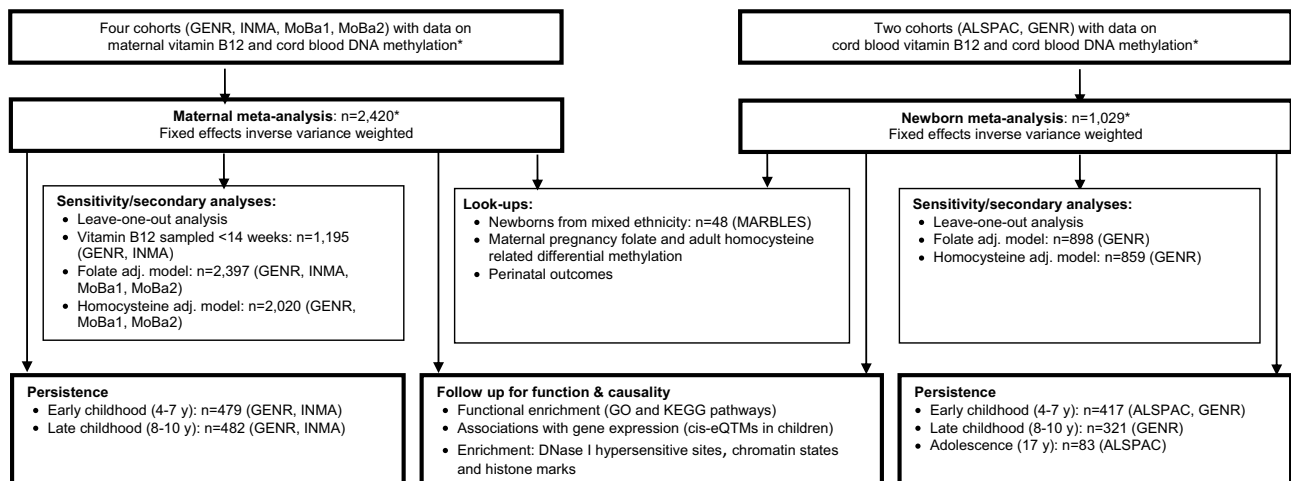 Four cohorts (GENR, INMA, MoBa1, MoBa2) with data on
maternal vitamin B12 and cord blood DNA methylation*
Two cohorts (ALSPAC, GENR) with data on
cord blood vitamin B12 and cord blood DNA methylation*
Maternal meta-analysis: n=2,420*
Fixed effects inverse variance weighted
Newborn meta-analysis: n=1,029*
Fixed effects inverse variance weighted
Sensitivity/secondary analyses:
• Leave-one-out analysis
• Vitamin B12 sampled <14 weeks: n=1,195
(GENR, INMA)
• Folate adj. model: n=2,397 (GENR, INMA,
MoBa1, MoBa2)
• Homocysteine adj. model: n=2,020 (GENR,
MoBa1, MoBa2)
Look-ups:
• Newborns from mixed ethnicity: n=48 (MARBLES)
• Maternal pregnancy folate and adult homocysteine
related differential methylation
• Perinatal outcomes
Sensitivity/secondary analyses:
• Leave-one-out analysis
• Folate adj. model: n=898 (GENR)
• Homocysteine adj. model: n=859 (GENR)
Persistence
• Early childhood (4-7 y): n=479 (GENR, INMA)
• Late childhood (8-10 y): n=482 (GENR, INMA)
Follow up for function & causality
• Functional enrichment (GO and KEGG pathways)
• Associations with gene expression (cis-eQTMs in children)
• Enrichment: DNase I hypersensitive sites, chromatin states
and histone marks
Persistence
• Early childhood (4-7 y): n=417 (ALSPAC, GENR)
• Late childhood (8-10 y): n=321 (GENR)
• Adolescence (17 y): n=83 (ALSPAC)